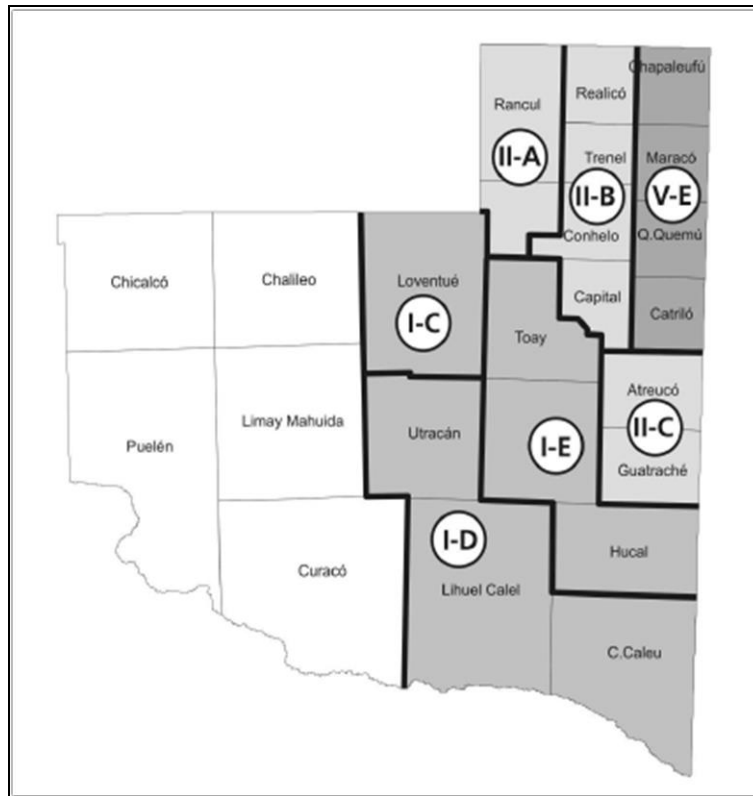 Chapaleufú
Realicó
Rancul
II-A
Trenel
Maracó
II-B
V-E
Conhelo
Q.Quemú
Loventué
Chicalcó
Chalileo
Capital
Catriló
I-C
Toay
Atreucó
Limay Mahuida
Utracán
II-C
Puelén
I-E
Guatraché
I-D
Hucal
Curacó
Lihuel Calel
C.Caleu